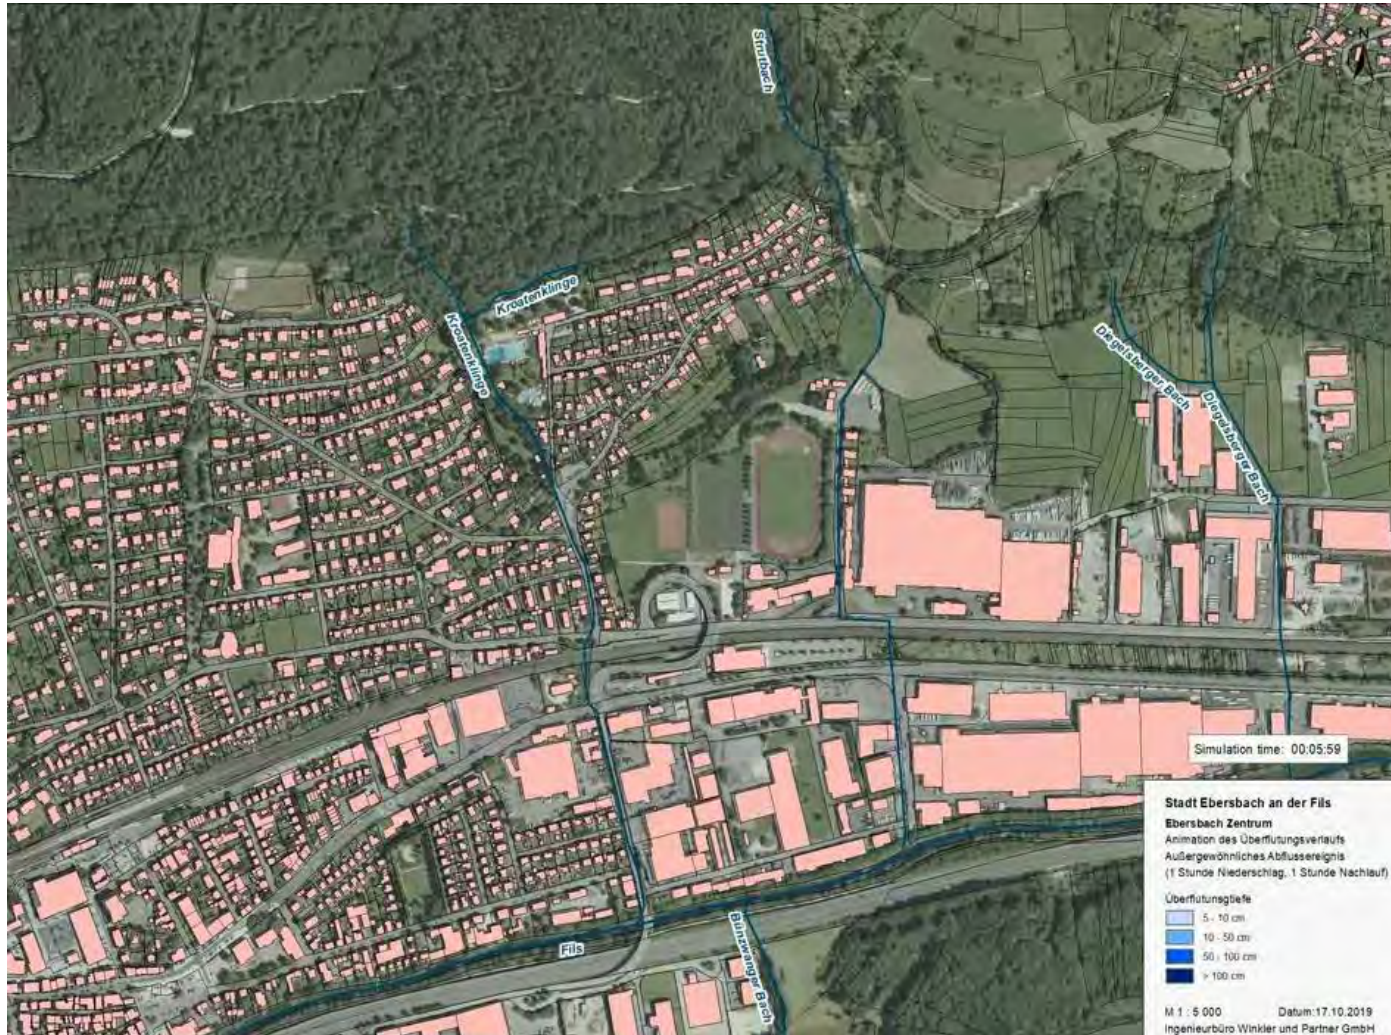 Strutbach
N
Kroatenklinge
Kroatenklinge
Diegelsberger Bach
Diegelsberger Bach
Simulation time: 00:05:59
Stadt Ebersbach an der Fils
Ebersbach Zentrum
Animation des Überflutungsverlaufs
Außergewöhnliches Abflussereignis
(1 Stunde Niederschlag, 1 Stunde Nachlauf)
Überflutungstiefe
5 - 10 cm
10 - 50 cm
50 - 100 cm
> 100 cm
Fils
Bünzwanger Bach
M 1 : 5 000 Datum:17.10.2019
Ingenieurbüro Winkler und Partner GmbH